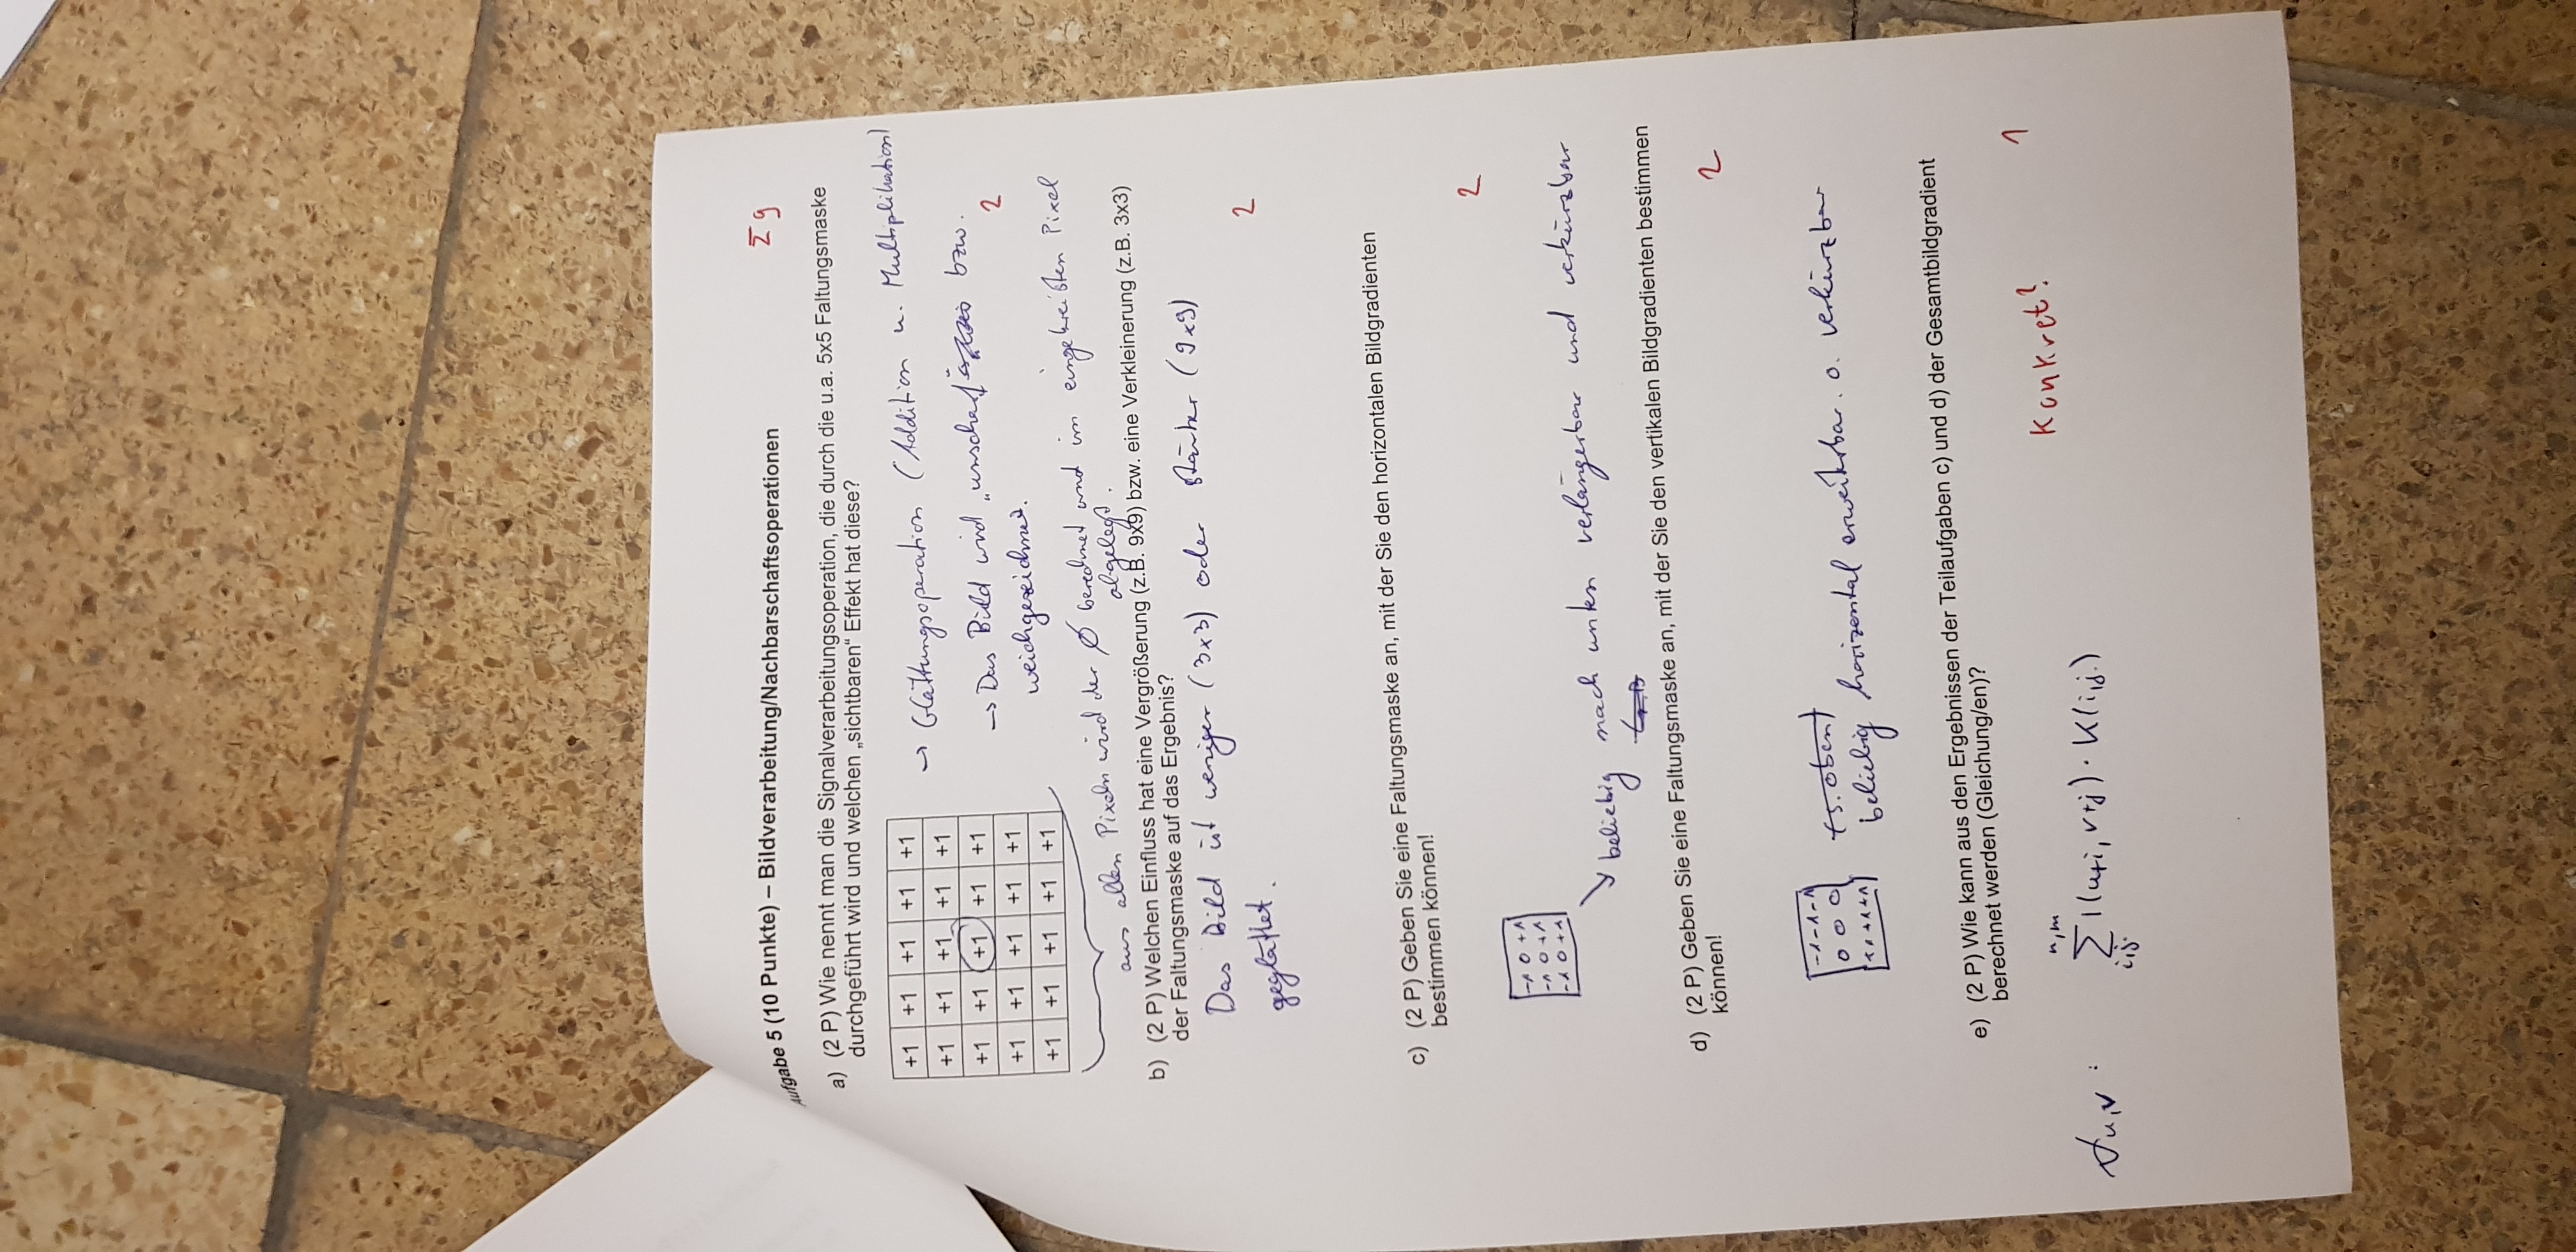 Aufgabe 5 (10 Punkte) – Bildverarbeitung/Nachbarschaftsoperationen
Σ 9
a) (2 P) Wie nennt man die Signalverarbeitungsoperation, die durch die u.a. 5x5 Faltungsmaske
durchgeführt wird und welchen „sichtbaren“ Effekt hat diese?
+1 +1 +1 +1 +1
+1 +1 +1 +1 +1
+1 +1 +1 +1 +1
+1 +1 +1 +1 +1
+1 +1 +1 +1 +1
→ Glättungsoperation (Addition u. Multiplikation)
→ Das Bild wird „unscharf bzw.
weichgezeichnet.
2
aus allen Pixeln wird der Ø berechnet und im eingekreisten Pixel
abgelegt.
b) (2 P) Welchen Einfluss hat eine Vergrößerung (z.B. 9x9) bzw. eine Verkleinerung (z.B. 3x3)
der Faltungsmaske auf das Ergebnis?
Das Bild ist weniger (3x3) oder stärker (9x9)
geglättet.
2
c) (2 P) Geben Sie eine Faltungsmaske an, mit der Sie den horizontalen Bildgradienten
bestimmen können!
2
-1 0 +1
-1 0 +1
-1 0 +1
↘ beliebig nach unten verlängerbar und verkürzbar
d) (2 P) Geben Sie eine Faltungsmaske an, mit der Sie den vertikalen Bildgradienten bestimmen
können!
2
-1 -1 -1
0 0 0
+1 +1 +1
(s. oben)
beliebig horizontal erweiterbar. o. verkürzbar
e) (2 P) Wie kann aus den Ergebnissen der Teilaufgaben c) und d) der Gesamtbildgradient
berechnet werden (Gleichung/en)?
Konkret?
1
n,m
∀u,v : Σ I(u+i, v+j) · K(i,j)
i,j